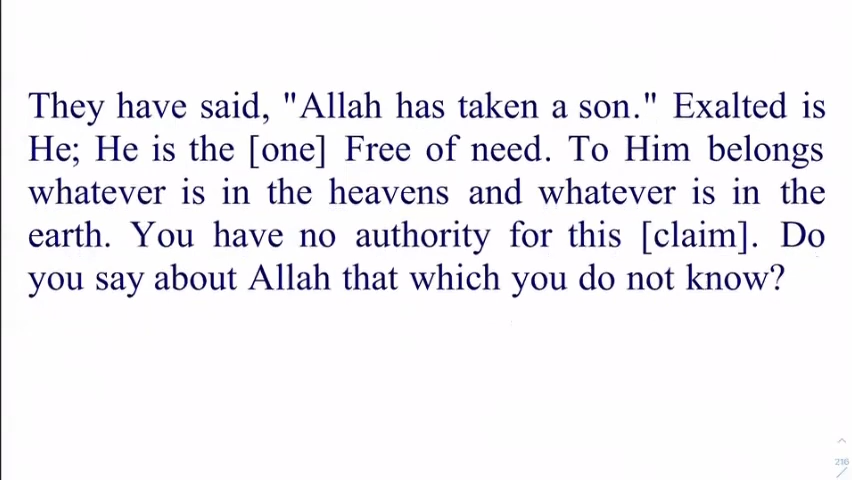 They have said, "Allah has taken a son." Exalted is
He; He is the [one] Free of need. To Him belongs
whatever is in the heavens and whatever is in the
earth. You have no authority for this [claim]. Do
you say about Allah that which you do not know?
216